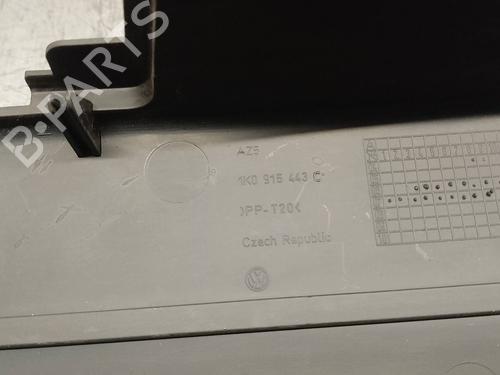 B-PARTS
AZ5
1K0 915 443 C
>PP-T20<
Czech Republic